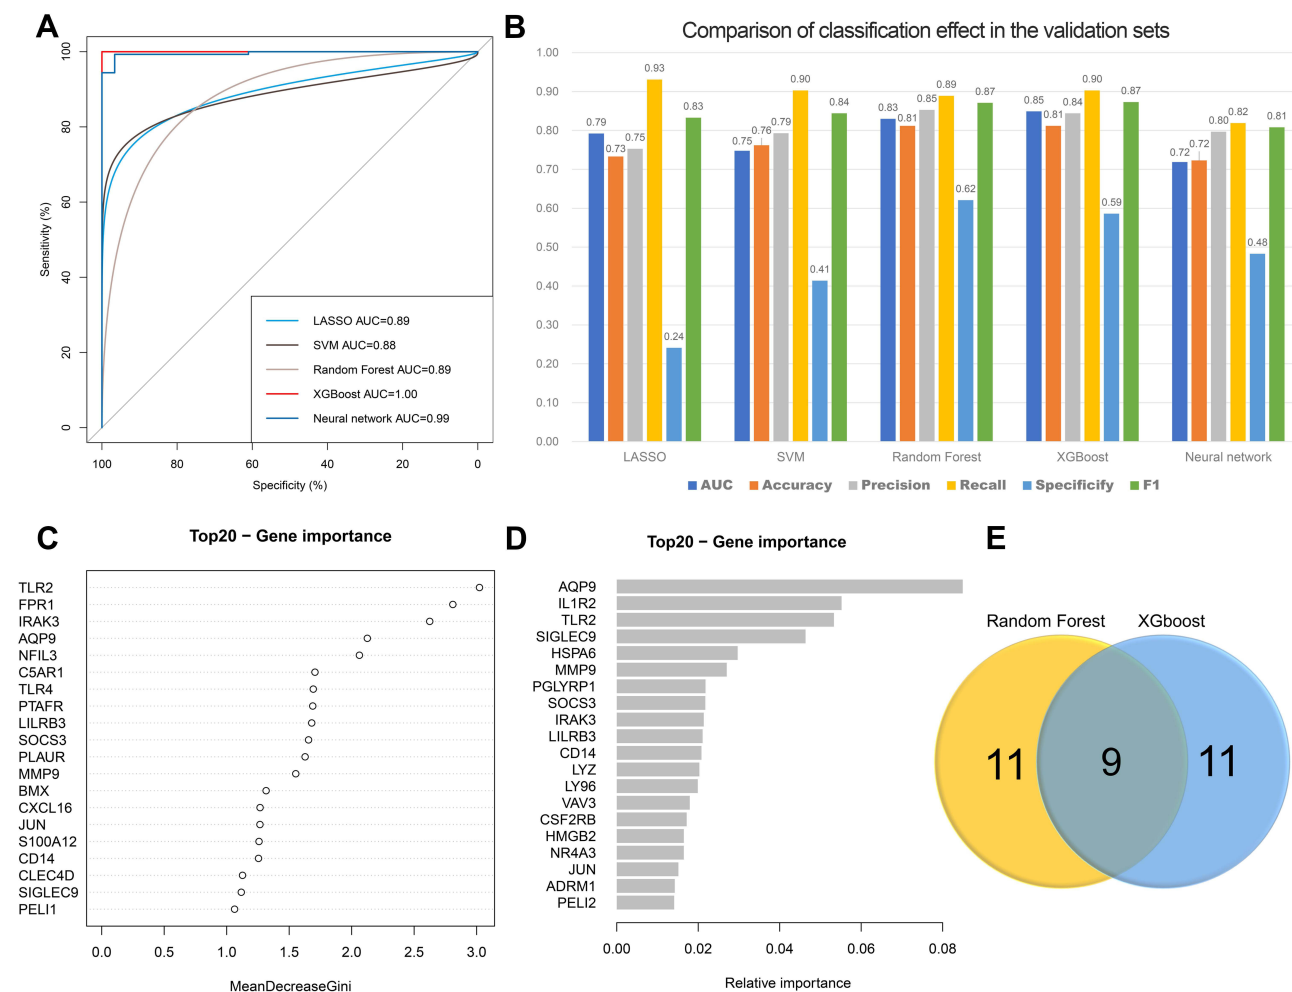 A
100
80
60
40
20
0
Sensitivity (%)
LASSO AUC=0.89
SVM AUC=0.88
Random Forest AUC=0.89
XGBoost AUC=1.00
Neural network AUC=0.99
100 80 60 40 20 0
Specificity (%)
B
Comparison of classification effect in the validation sets
1.00
0.90
0.80
0.70
0.60
0.50
0.40
0.30
0.20
0.10
0.00
0.79 0.73 0.75 0.93 0.24 0.83
0.75 0.76 0.79 0.90 0.41 0.84
0.83 0.81 0.85 0.89 0.62 0.87
0.85 0.81 0.84 0.90 0.59 0.87
0.72 0.72 0.80 0.82 0.48 0.81
LASSO SVM Random Forest XGBoost Neural network
AUC Accuracy Precision Recall Specificify F1
C
Top20 − Gene importance
TLR2
FPR1
IRAK3
AQP9
NFIL3
C5AR1
TLR4
PTAFR
LILRB3
SOCS3
PLAUR
MMP9
BMX
CXCL16
JUN
S100A12
CD14
CLEC4D
SIGLEC9
PELI1
0.0 0.5 1.0 1.5 2.0 2.5 3.0
MeanDecreaseGini
D
Top20 − Gene importance
AQP9
IL1R2
TLR2
SIGLEC9
HSPA6
MMP9
PGLYRP1
SOCS3
IRAK3
LILRB3
CD14
LYZ
LY96
VAV3
CSF2RB
HMGB2
NR4A3
JUN
ADRM1
PELI2
0.00 0.02 0.04 0.06 0.08
Relative importance
E
Random Forest XGboost
11 9 11